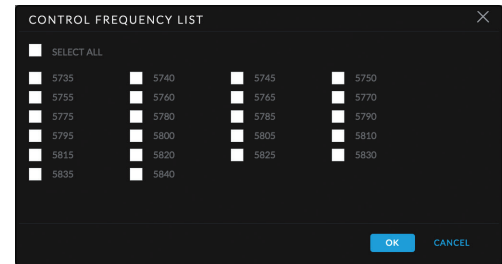 CONTROL FREQUENCY LIST
SELECT ALL
5735 5740 5745 5750
5755 5760 5765 5770
5775 5780 5785 5790
5795 5800 5805 5810
5815 5820 5825 5830
5835 5840
OK CANCEL